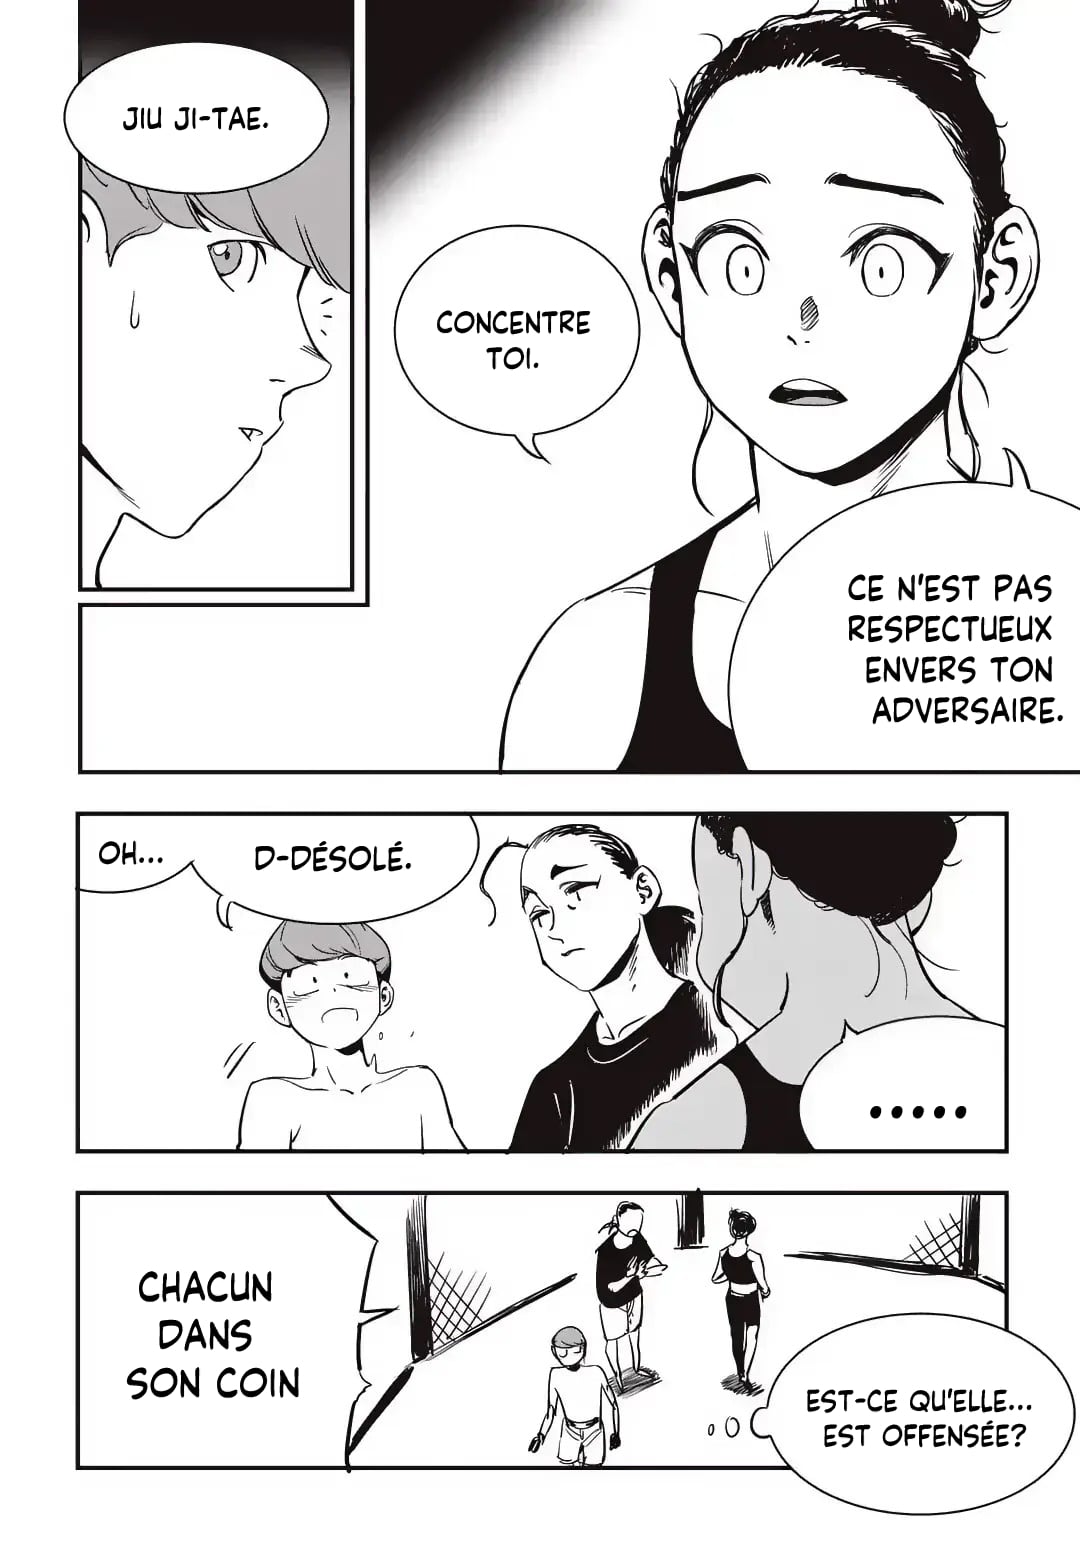 JIU JI-TAE.
CONCENTRE
TOI.
CE N'EST PAS
RESPECTUEUX
ENVERS TON
ADVERSAIRE.
OH...
D-DÉSOLÉ.
.....
CHACUN
DANS
SON COIN
EST-CE QU'ELLE...
EST OFFENSÉE?